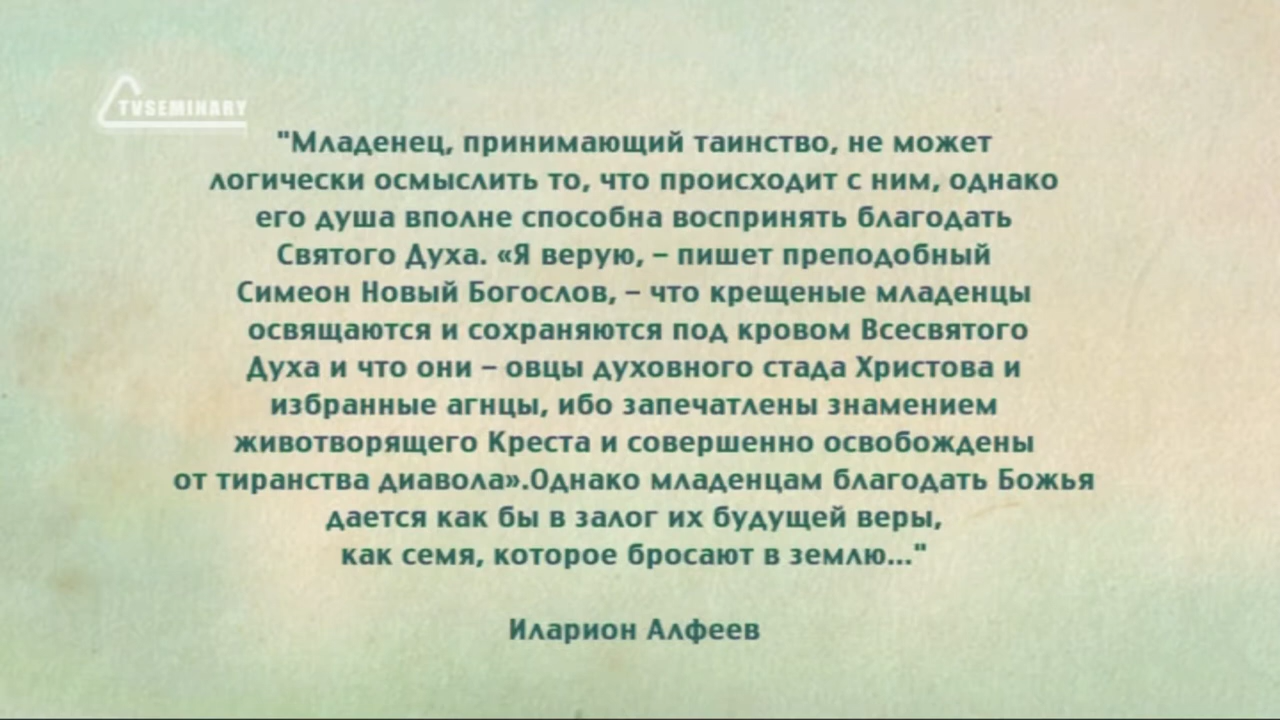 TVSEMINARY
"Младенец, принимающий таинство, не может
логически осмыслить то, что происходит с ним, однако
его душа вполне способна воспринять благодать
Святого Духа. «Я верую, – пишет преподобный
Симеон Новый Богослов, – что крещеные младенцы
освящаются и сохраняются под кровом Всесвятого
Духа и что они – овцы духовного стада Христова и
избранные агнцы, ибо запечатлены знамением
животворящего Креста и совершенно освобождены
от тиранства диавола».Однако младенцам благодать Божья
дается как бы в залог их будущей веры,
как семя, которое бросают в землю..."
Иларион Алфеев